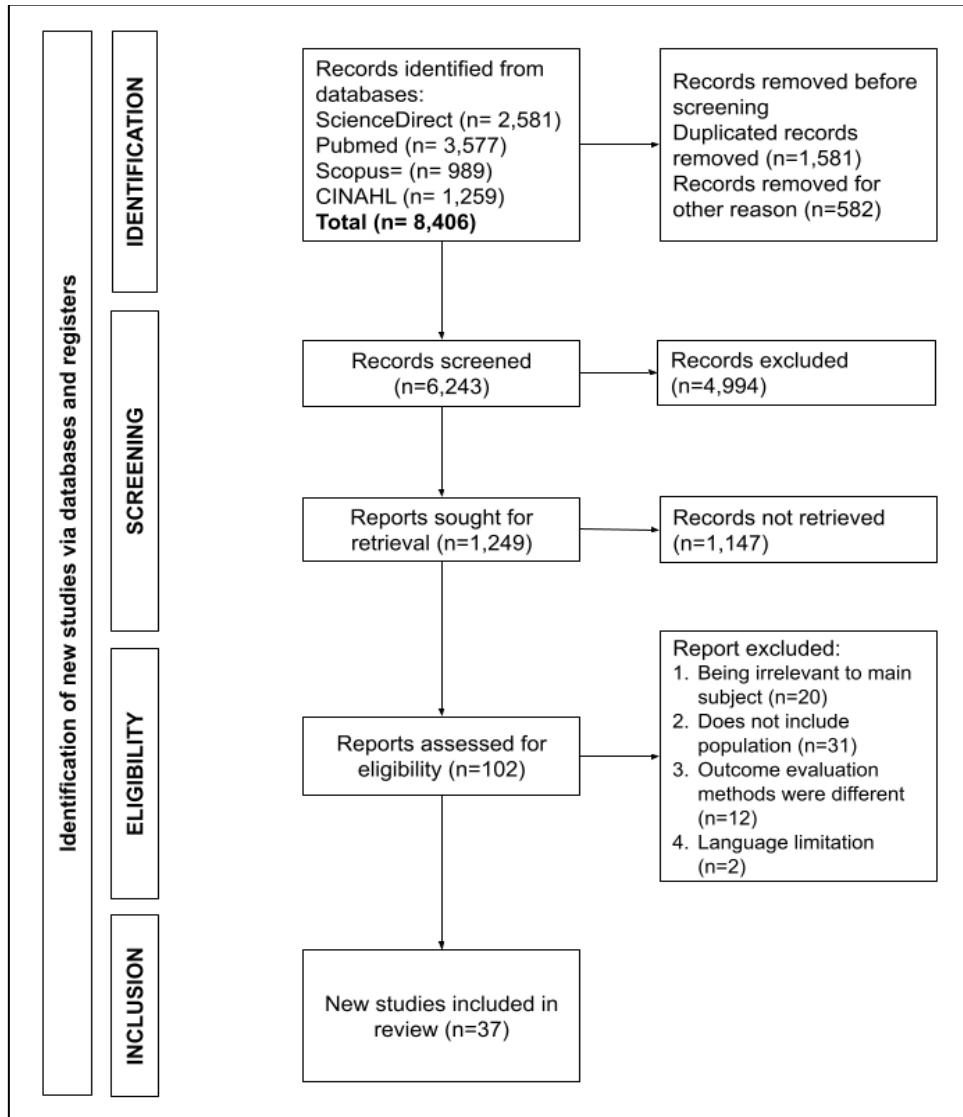 Identification of new studies via databases and registers
IDENTIFICATION
Records identified from
databases:
ScienceDirect (n= 2,581)
Pubmed (n= 3,577)
Scopus= (n= 989)
CINAHL (n= 1,259)
Total (n= 8,406)
Records removed before
screening
Duplicated records
removed (n=1,581)
Records removed for
other reason (n=582)
SCREENING
Records screened
(n=6,243)
Records excluded
(n=4,994)
Reports sought for
retrieval (n=1,249)
Records not retrieved
(n=1,147)
ELIGIBILITY
Reports assessed for
eligibility (n=102)
Report excluded:
1. Being irrelevant to main
subject (n=20)
2. Does not include
population (n=31)
3. Outcome evaluation
methods were different
(n=12)
4. Language limitation
(n=2)
INCLUSION
New studies included in
review (n=37)